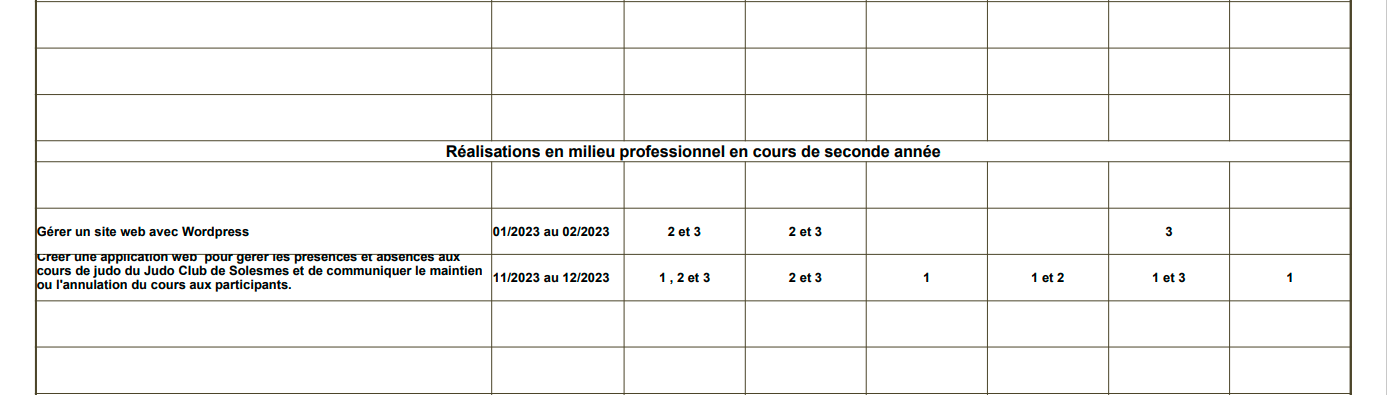 Réalisations en milieu professionnel en cours de seconde année
Gérer un site web avec Wordpress 01/2023 au 02/2023 2 et 3 2 et 3 3
Créer une application web pour gérer les présences et absences aux
cours de judo du Judo Club de Solesmes et de communiquer le maintien
ou l'annulation du cours aux participants. 11/2023 au 12/2023 1 , 2 et 3 2 et 3 1 1 et 2 1 et 3 1